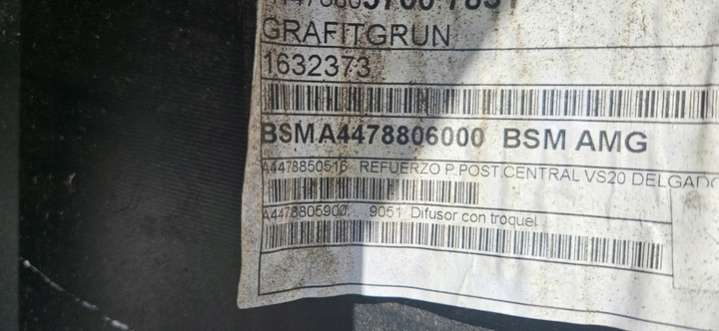 GRAFITGRUN
1632373
BSMA4478806000 BSM AMG
A4478850516 REFUERZO P.POST.CENTRAL VS20 DELGADO
A4478805900 9051 Difusor con troquel